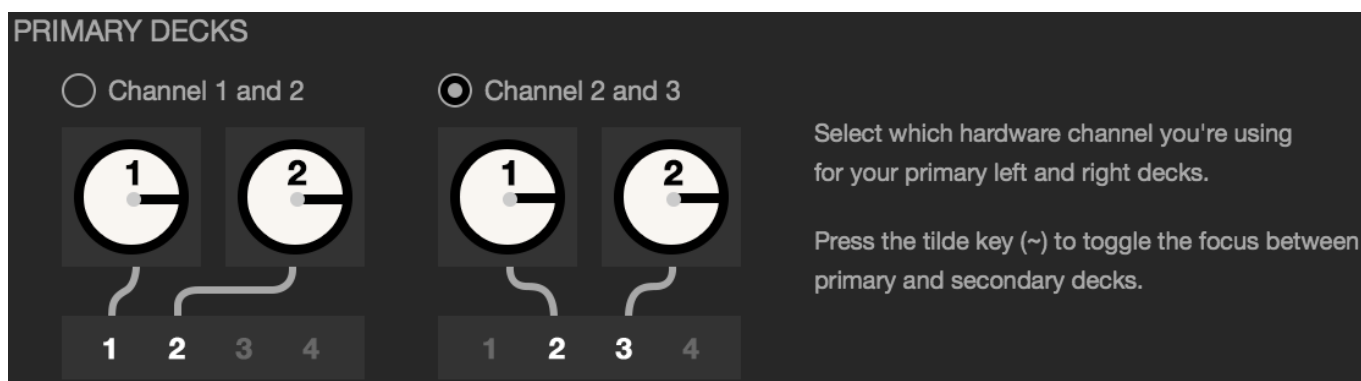 PRIMARY DECKS
Channel 1 and 2
1 2
1 2 3 4
Channel 2 and 3
1 2
1 2 3 4
Select which hardware channel you're using
for your primary left and right decks.
Press the tilde key (~) to toggle the focus between
primary and secondary decks.